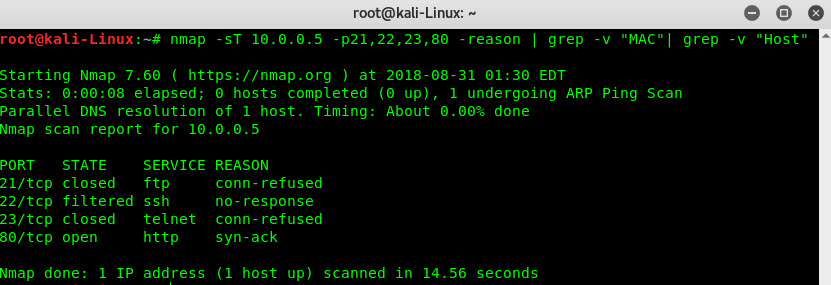 root@kali-Linux: ~
root@kali-Linux:~# nmap -sT 10.0.0.5 -p21,22,23,80 -reason | grep -v "MAC"| grep -v "Host"
Starting Nmap 7.60 ( https://nmap.org ) at 2018-08-31 01:30 EDT
Stats: 0:00:08 elapsed; 0 hosts completed (0 up), 1 undergoing ARP Ping Scan
Parallel DNS resolution of 1 host. Timing: About 0.00% done
Nmap scan report for 10.0.0.5
PORT   STATE    SERVICE REASON
21/tcp closed   ftp     conn-refused
22/tcp filtered ssh     no-response
23/tcp closed   telnet  conn-refused
80/tcp open     http    syn-ack
Nmap done: 1 IP address (1 host up) scanned in 14.56 seconds